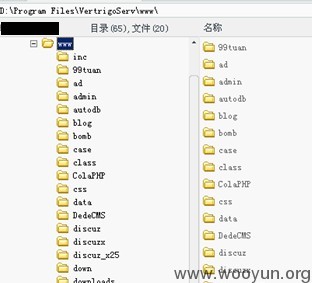 D:\Program Files\VertrigoServ\www\
目录(65),文件(20)
名称
www
inc
99tuan
ad
admin
autodb
blog
bomb
case
class
ColaPHP
css
data
DedeCMS
discuz
discuzx
discuz_x25
down
downloads
99tuan
ad
admin
autodb
blog
bomb
case
class
ColaPHP
css
data
DedeCMS
discuz
discuzx
www.wooyun.org